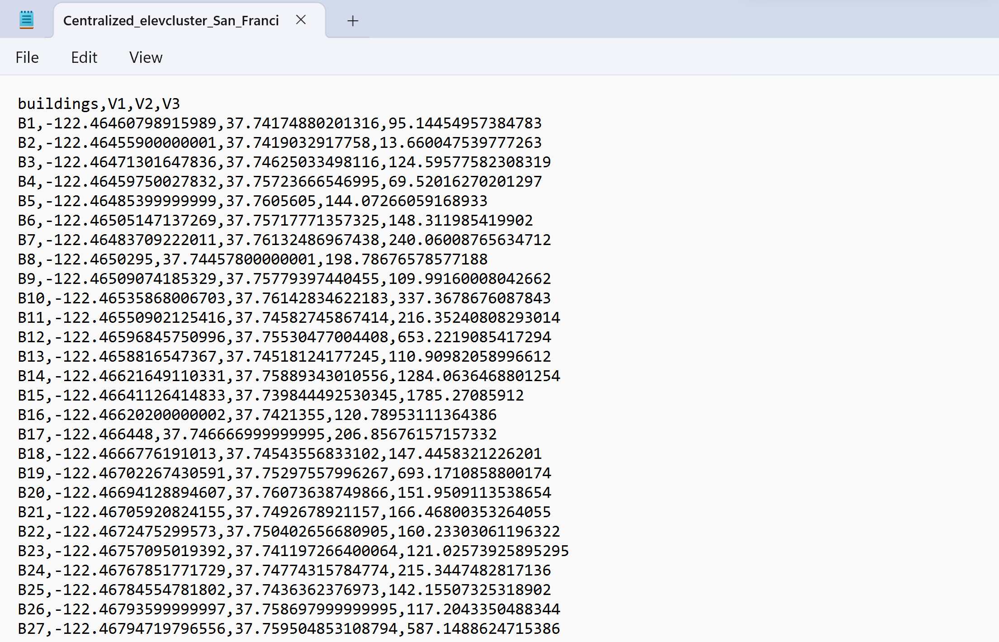 Centralized_elevcluster_San_Franci
File Edit View
buildings,V1,V2,V3
B1,-122.46460798915989,37.74174880201316,95.14454957384783
B2,-122.46455900000001,37.7419032917758,13.660047539777263
B3,-122.46471301647836,37.74625033498116,124.59577582308319
B4,-122.46459750027832,37.75723666546995,69.52016270201297
B5,-122.46485399999999,37.7605605,144.07266059168933
B6,-122.46505147137269,37.75717771357325,148.311985419902
B7,-122.46483709222011,37.76132486967438,240.06008765634712
B8,-122.4650295,37.74457800000001,198.78676578577188
B9,-122.46509074185329,37.75779397440455,109.99160008042662
B10,-122.46535868006703,37.76142834622183,337.3678676087843
B11,-122.46550902125416,37.74582745867414,216.35240808293014
B12,-122.46596845750996,37.75530477004408,653.2219085417294
B13,-122.4658816547367,37.74518124177245,110.90982058996612
B14,-122.46621649110331,37.75889343010556,1284.0636468801254
B15,-122.46641126414833,37.739844492530345,1785.27085912
B16,-122.46620200000002,37.7421355,120.78953111364386
B17,-122.466448,37.746666999999995,206.85676157157332
B18,-122.4666776191013,37.74543556833102,147.4458321226201
B19,-122.46702267430591,37.75297557996267,693.1710858800174
B20,-122.46694128894607,37.76073638749866,151.9509113538654
B21,-122.46705920824155,37.7492678921157,166.46800353264055
B22,-122.4672475299573,37.750402656680905,160.23303061196322
B23,-122.46757095019392,37.741197266400064,121.02573925895295
B24,-122.46767851771729,37.74774315784774,215.3447482817136
B25,-122.46784554781802,37.7436362376973,142.15507325318902
B26,-122.46793599999997,37.758697999999995,117.2043350488344
B27,-122.46794719796556,37.759504853108794,587.1488624715386